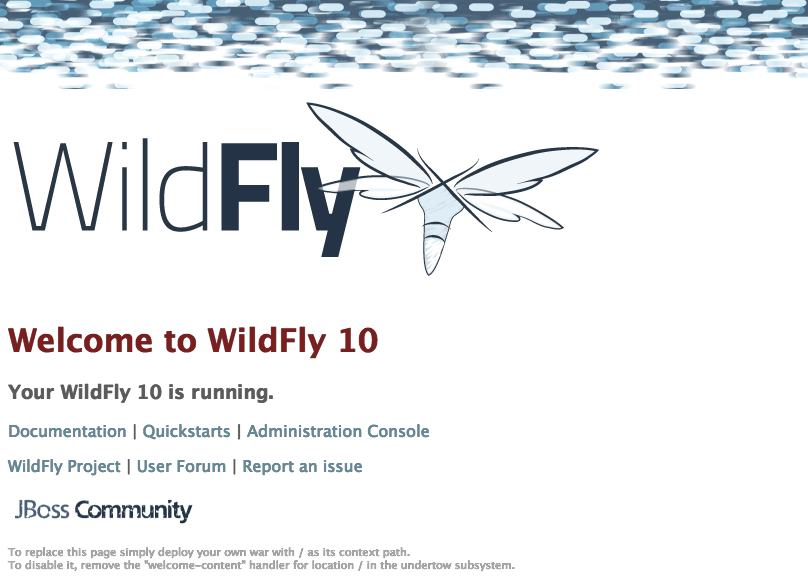 WildFly
Welcome to WildFly 10
Your WildFly 10 is running.
Documentation | Quickstarts | Administration Console
WildFly Project | User Forum | Report an issue
JBoss Community
To replace this page simply deploy your own war with / as its context path.
To disable it, remove the "welcome-content" handler for location / in the undertow subsystem.